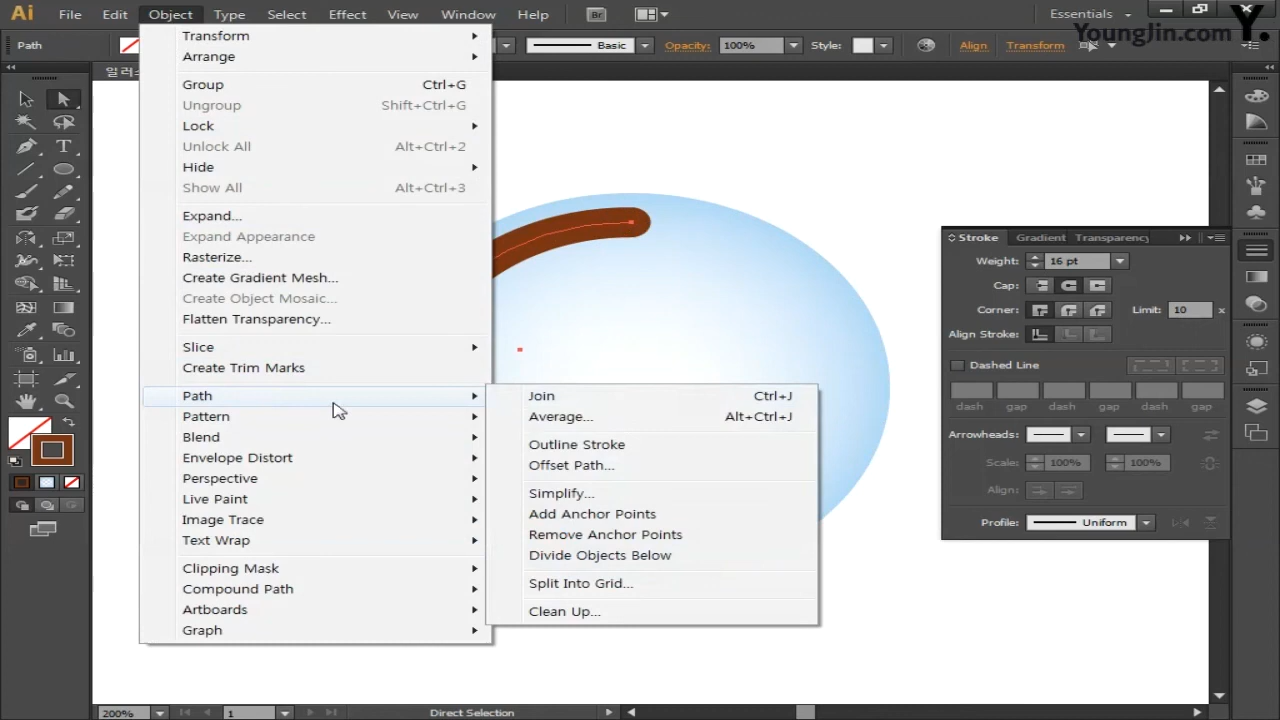 Ai File Edit Object Type Select Effect View Window Help Br Essentials
YoungJin.com Y.
Path Basic Opacity: 100% Style: Align Transform
일러스
Transform
Arrange
Group Ctrl+G
Ungroup Shift+Ctrl+G
Lock
Unlock All Alt+2
Hide
Show All Alt+Ctrl+3
Expand...
Expand Appearance
Rasterize...
Create Gradient Mesh...
Create Object Mosaic...
Flatten Transparency...
Slice
Create Trim Marks
Path
Pattern
Blend
Envelope Distort
Perspective
Live Paint
Image Trace
Text Wrap
Clipping Mask
Compound Path
Artboards
Graph
Join Ctrl+J
Average... Alt+Ctrl+J
Outline Stroke
Offset Path...
Simplify...
Add Anchor Points
Remove Anchor Points
Divide Objects Below
Split Into Grid...
Clean Up...
Stroke Gradient Transparency
Weight: 16 pt
Cap:
Corner: Limit: 10 x
Align Stroke:
Dashed Line
dash gap dash gap dash gap
Arrowheads:
Scale: 100% 100%
Align:
Profile: Uniform
200% 1 Direct Selection